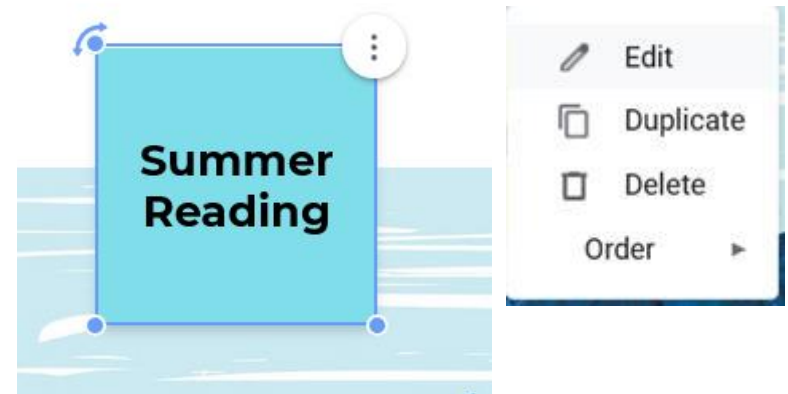 Summer
Reading
Edit
Duplicate
Delete
Order